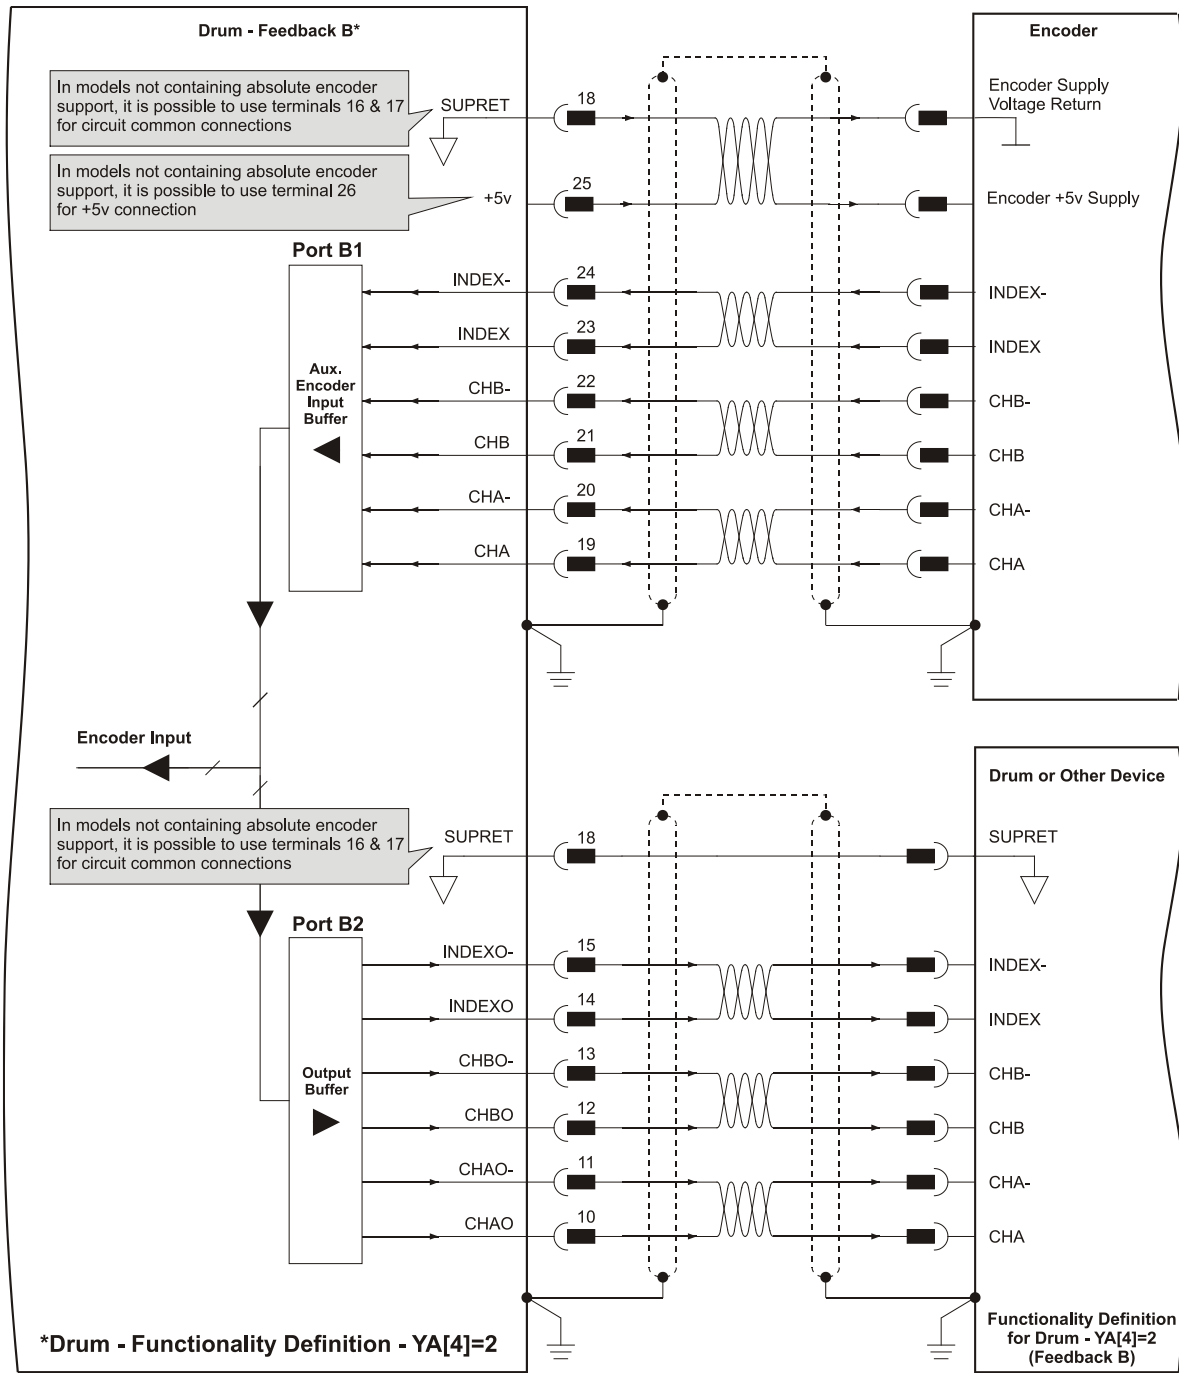 Drum - Feedback B*
Encoder
In models not containing absolute encoder
support, it is possible to use terminals 16 & 17
for circuit common connections
SUPRET
18
Encoder Supply
Voltage Return
In models not containing absolute encoder
support, it is possible to use terminal 26
for +5v connection
+5v
25
Encoder +5v Supply
Port B1
INDEX-
24
INDEX-
INDEX
23
INDEX
Aux.
Encoder
Input
Buffer
CHB-
22
CHB-
CHB
21
CHB
CHA-
20
CHA-
CHA
19
CHA
Encoder Input
Drum or Other Device
In models not containing absolute encoder
support, it is possible to use terminals 16 & 17
for circuit common connections
SUPRET
18
SUPRET
Port B2
INDEXO-
15
INDEX-
INDEXO
14
INDEX
Output
Buffer
CHBO-
13
CHB-
CHBO
12
CHB
CHAO-
11
CHA-
CHAO
10
CHA
*Drum - Functionality Definition - YA[4]=2
Functionality Definition
for Drum - YA[4]=2
(Feedback B)